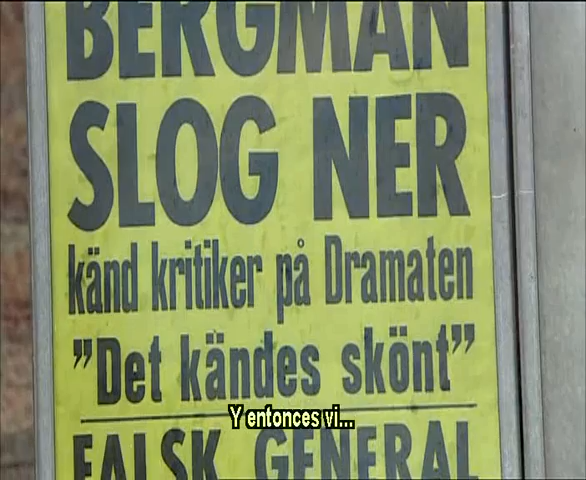 BERGMAN
SLOG NER
känd kritiker på Dramaten
”Det kändes skönt”
Y entonces vi...
FALSK GENERAL